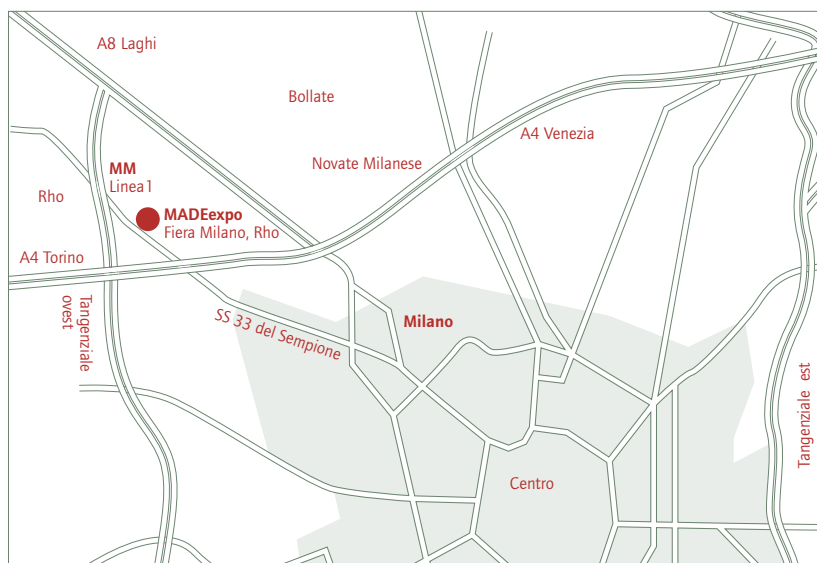 A8 Laghi
Bollate
A4 Venezia
Novate Milanese
MM
Linea1
Rho
MADEexpo
Fiera Milano, Rho
A4 Torino
Tangenziale
ovest
SS 33 del Sempione
Milano
Tangenziale est
Centro